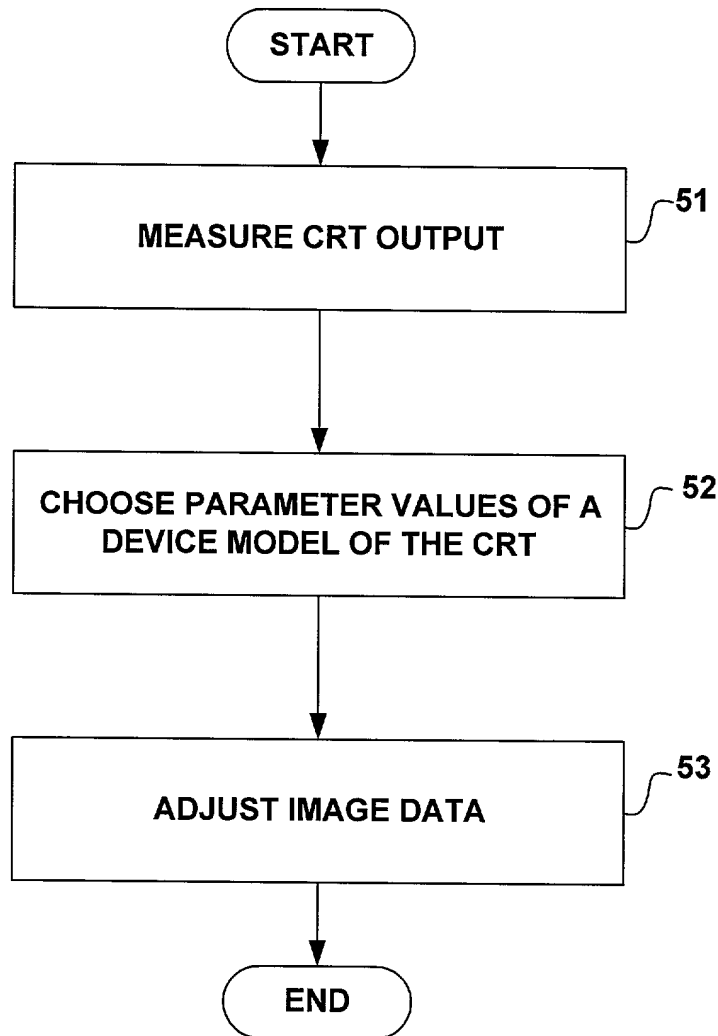 START
MEASURE CRT OUTPUT
51
CHOOSE PARAMETER VALUES OF A
DEVICE MODEL OF THE CRT
52
ADJUST IMAGE DATA
53
END